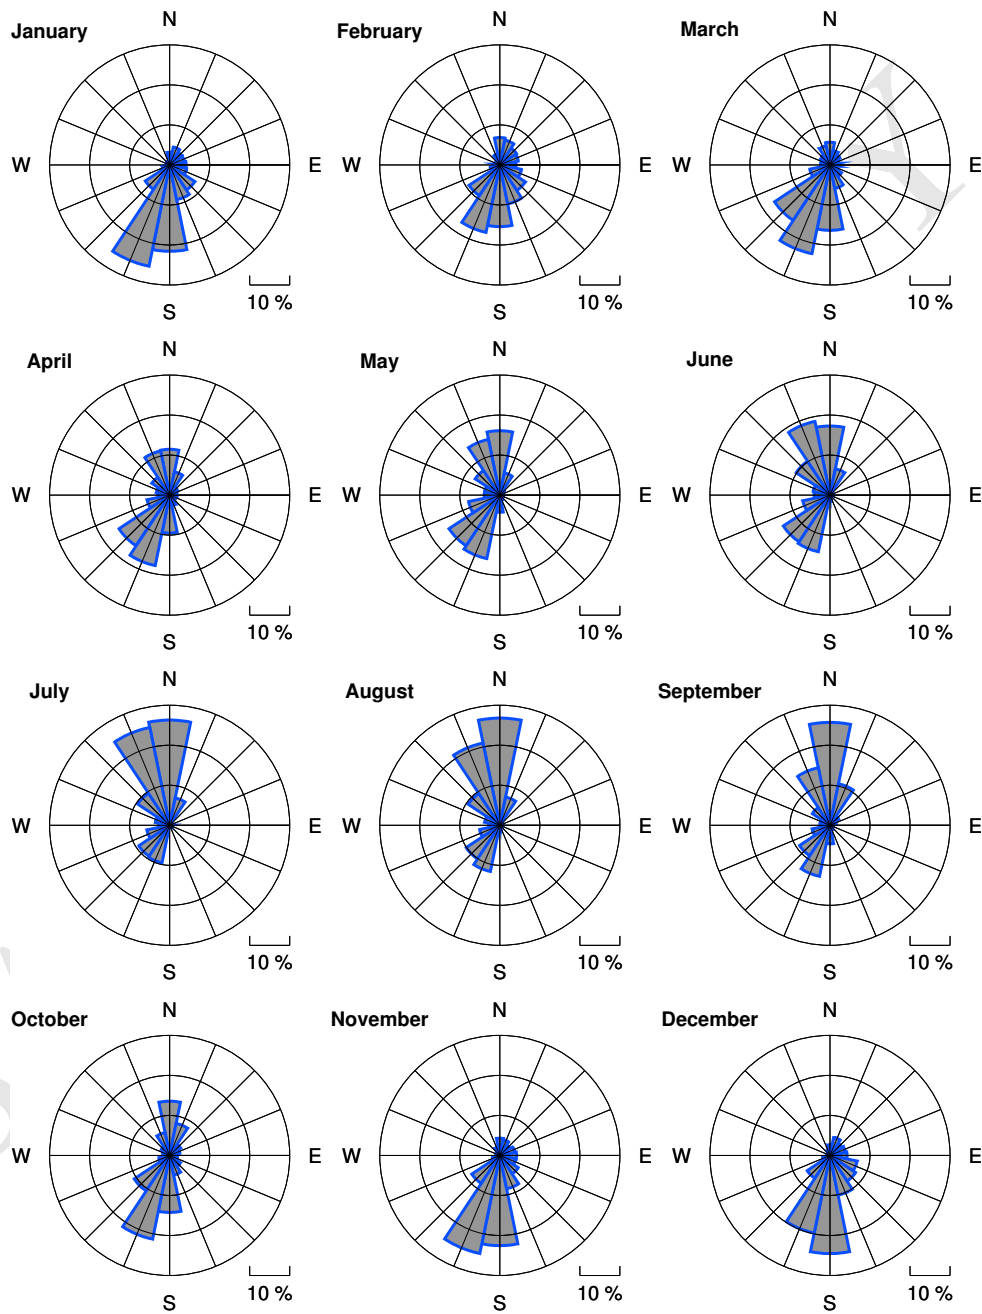 January
N
W
E
S
10 %
February
N
W
E
S
10 %
March
N
W
E
S
10 %
April
N
W
E
S
10 %
May
N
W
E
S
10 %
June
N
W
E
S
10 %
July
N
W
E
S
10 %
August
N
W
E
S
10 %
September
N
W
E
S
10 %
October
N
W
E
S
10 %
November
N
W
E
S
10 %
December
N
W
E
S
10 %
Y